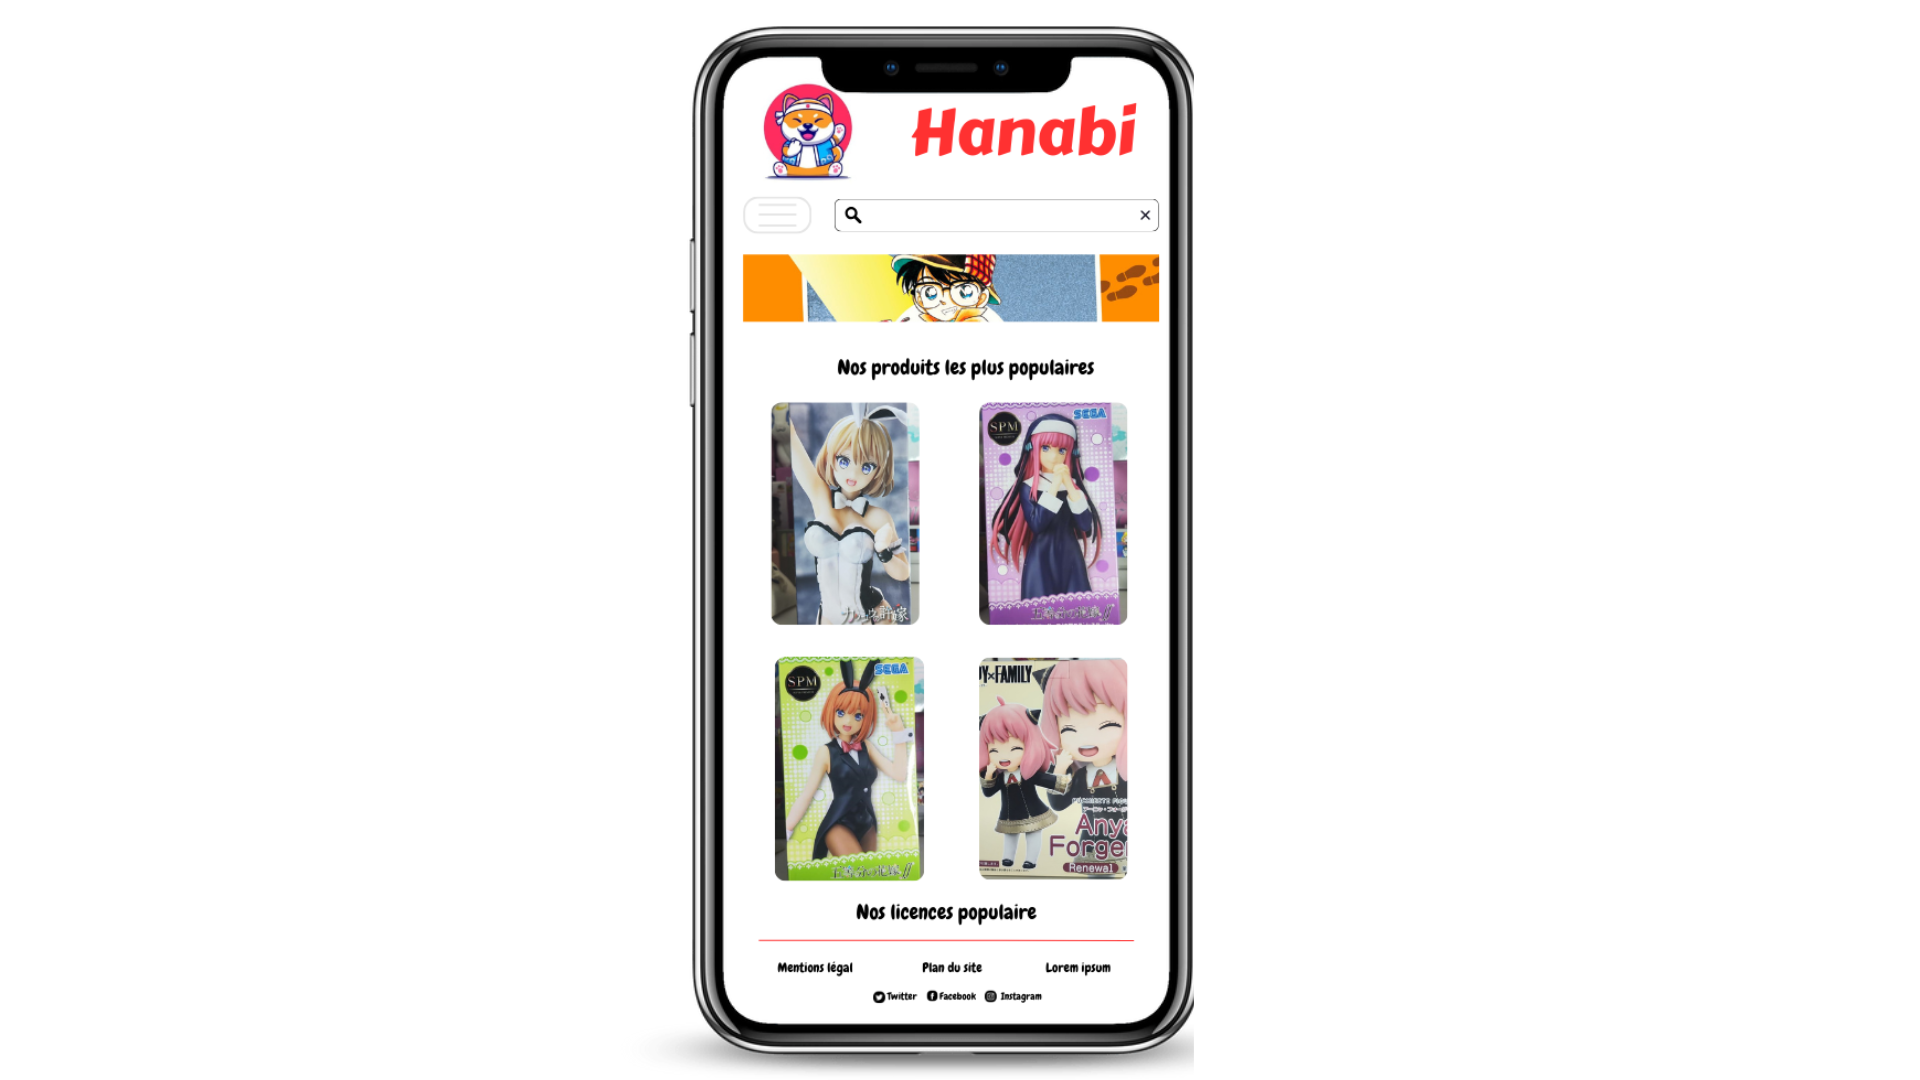 Hanabi
Nos produits les plus populaires
SPM
SEGA
SPM
SEGA
Y×FAMILY
Anya
Forger
Renewal
Nos licences populaire
Mentions légal
Plan du site
Lorem ipsum
Twitter
Facebook
Instagram